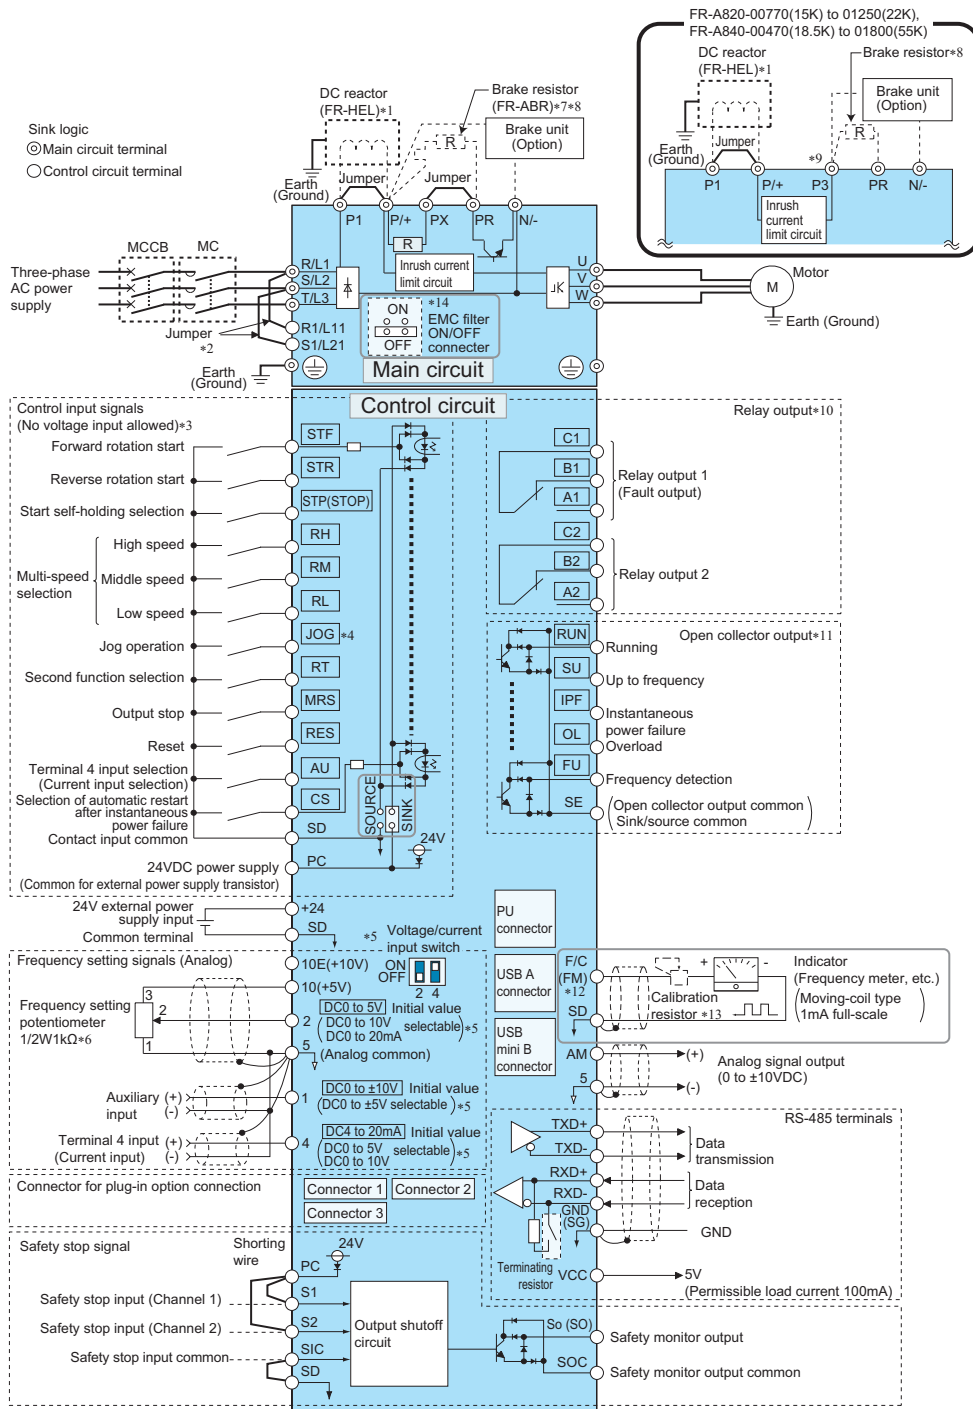 FR-A820-00770(15K) to 01250(22K),
FR-A840-00470(18.5K) to 01800(55K)
DC reactor
(FR-HEL)*1
Brake resistor*8
Brake unit
(Option)
R
Earth
(Ground)
Jumper
*9
P1
P/+
P3
PR
N/-
Inrush
current
limit circuit
Sink logic
Main circuit terminal
Control circuit terminal
DC reactor
(FR-HEL)*1
Brake resistor
(FR-ABR)*7*8
Brake unit
(Option)
R
Earth
(Ground)
Jumper
Jumper
P1
P/+
PX
PR
N/-
R
Inrush current
limit circuit
MCCB
MC
Three-phase
AC power
supply
R/L1
S/L2
T/L3
R1/L11
S1/L21
Jumper
*2
Earth
(Ground)
U
V
W
Motor
M
Earth (Ground)
ON
OFF
*14
EMC filter
ON/OFF
connecter
Main circuit
Control circuit
Control input signals
(No voltage input allowed)*3
Forward rotation start
STF
Reverse rotation start
STR
Start self-holding selection
STP(STOP)
Multi-speed
selection
High speed
RH
Middle speed
RM
Low speed
RL
Jog operation
JOG *4
Second function selection
RT
Output stop
MRS
Reset
RES
Terminal 4 input selection
(Current input selection)
AU
Selection of automatic restart
after instantaneous
power failure
CS
Contact input common
SD
SOURCE
SINK
24V
24VDC power supply
(Common for external power supply transistor)
PC
24V external power
supply input
+24
Common terminal
SD
Relay output*10
C1
B1
A1
Relay output 1
(Fault output)
C2
B2
A2
Relay output 2
Open collector output*11
RUN
Running
SU
Up to frequency
IPF
Instantaneous
power failure
OL
Overload
FU
Frequency detection
SE
Open collector output common
Sink/source common
Frequency setting signals (Analog)
*5 Voltage/current
input switch
ON
OFF
2 4
10E(+10V)
10(+5V)
Frequency setting
potentiometer
1/2W1kΩ*6
3
2
1
2
DC0 to 5V Initial value
DC0 to 10V
DC0 to 20mA
selectable *5
5
(Analog common)
Auxiliary
input
(+)
(-)
1
DC0 to ±10V Initial value
DC0 to ±5V selectable *5
Terminal 4 input
(Current input)
(+)
(-)
4
DC4 to 20mA Initial value
DC0 to 5V
DC0 to 10V
selectable *5
PU
connector
USB A
connector
USB
mini B
connector
F/C
(FM)
*12
SD
+
-
Calibration
resistor *13
Indicator
(Frequency meter, etc.)
Moving-coil type
1mA full-scale
AM
5
(+)
(-)
Analog signal output
(0 to ±10VDC)
RS-485 terminals
TXD+
TXD-
Data
transmission
RXD+
RXD-
Data
reception
GND
(SG)
GND
Terminating
resistor
VCC
5V
(Permissible load current 100mA)
Connector for plug-in option connection
Connector 1
Connector 2
Connector 3
Safety stop signal
Shorting
wire
24V
PC
Safety stop input (Channel 1)
S1
Safety stop input (Channel 2)
S2
Safety stop input common
SIC
SD
Output shutoff
circuit
So (SO)
Safety monitor output
SOC
Safety monitor output common